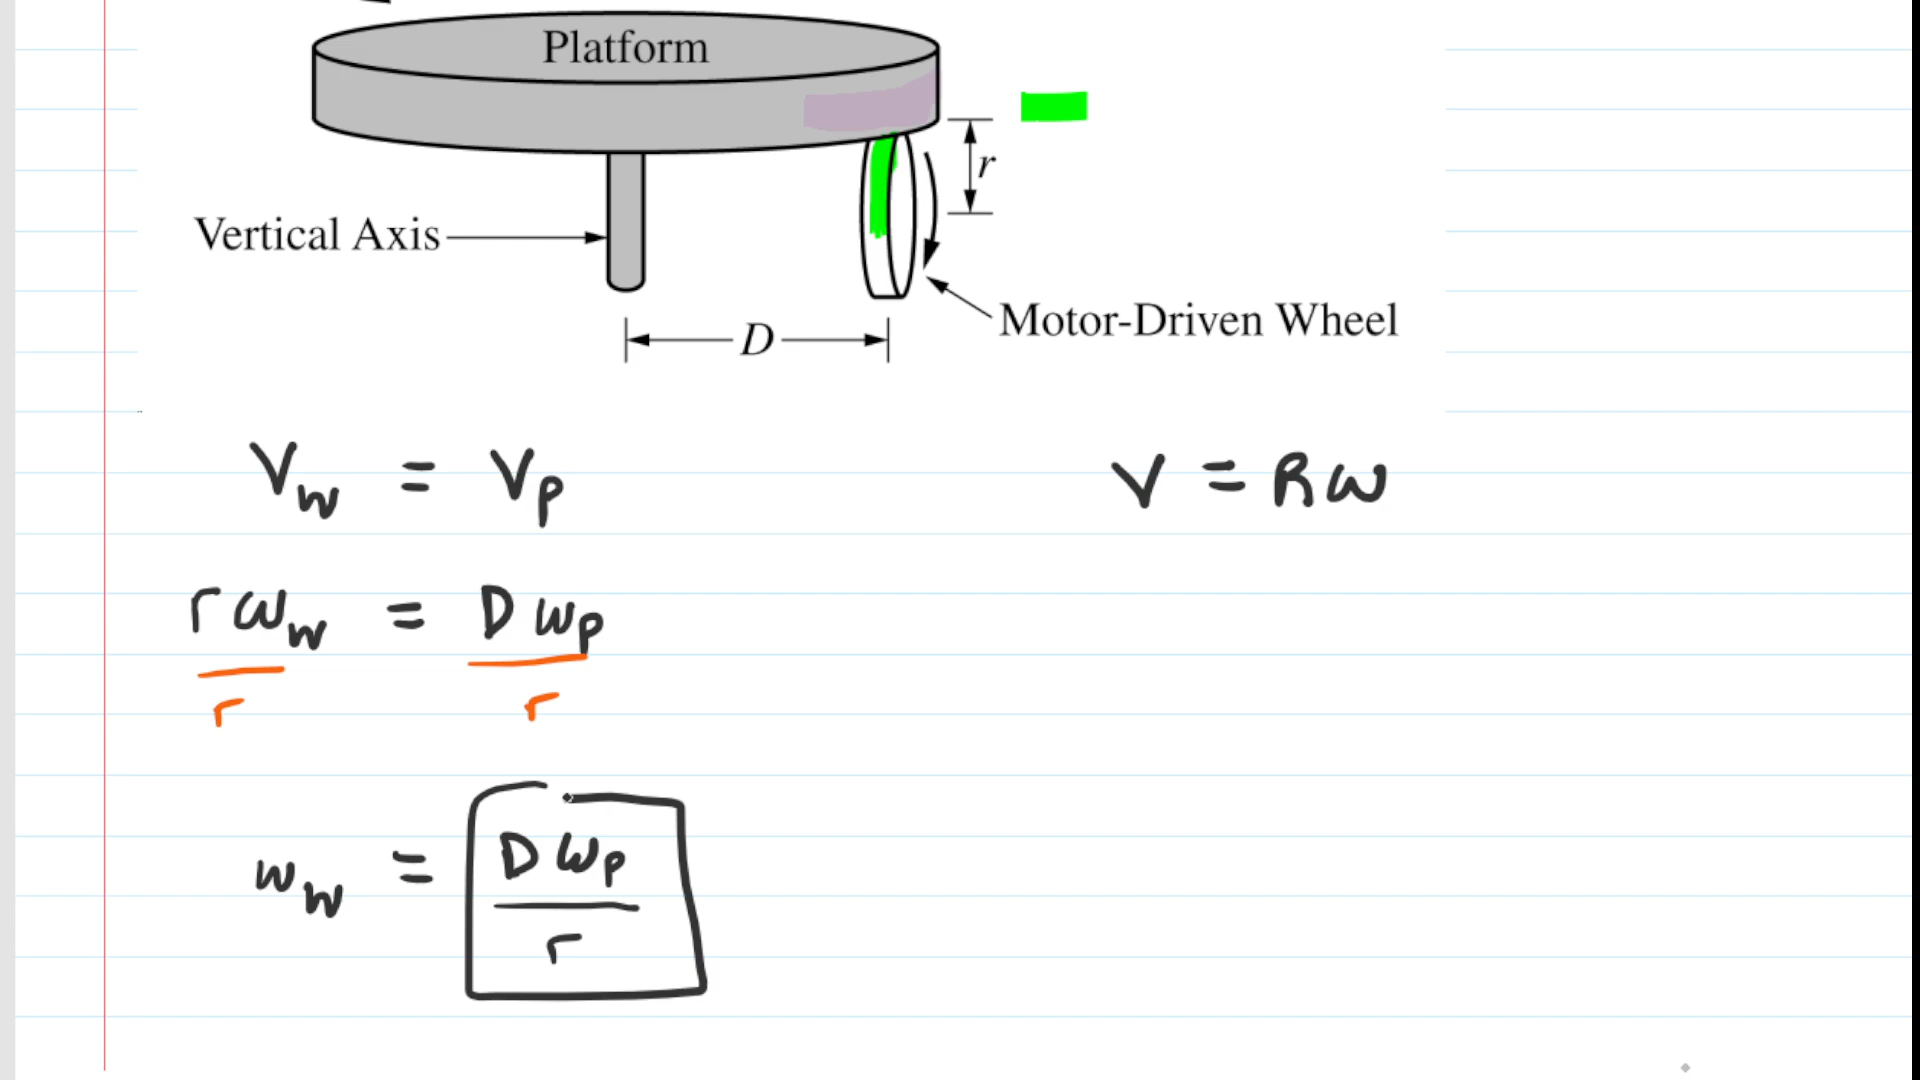 Platform
r
Vertical Axis
Motor-Driven Wheel
D
Vw = Vp
V = Rω
rωw = Dωp
r r
ωw = Dωp
r